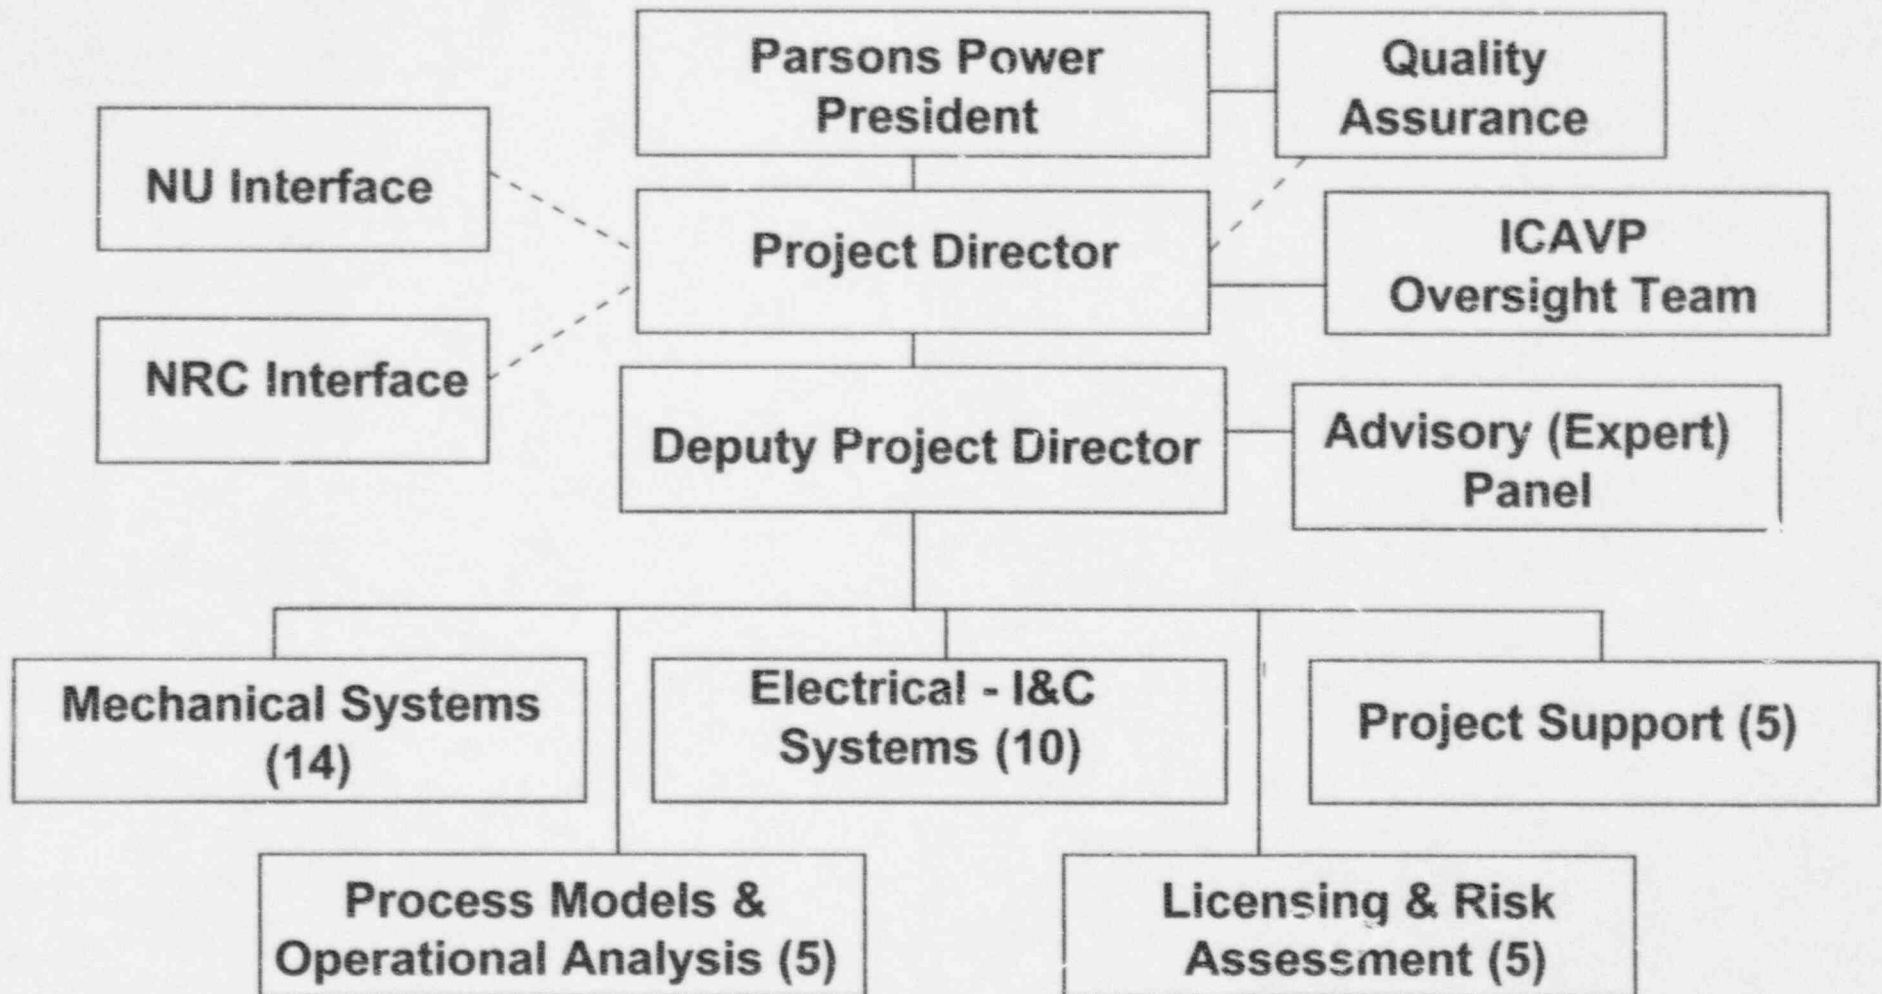 Parsons Power
President
Quality
Assurance
NU Interface
Project Director
ICAVP
Oversight Team
NRC Interface
Deputy Project Director
Advisory (Expert)
Panel
Mechanical Systems
(14)
Electrical - I&C
Systems (10)
Project Support (5)
Process Models &
Operational Analysis (5)
Licensing & Risk
Assessment (5)